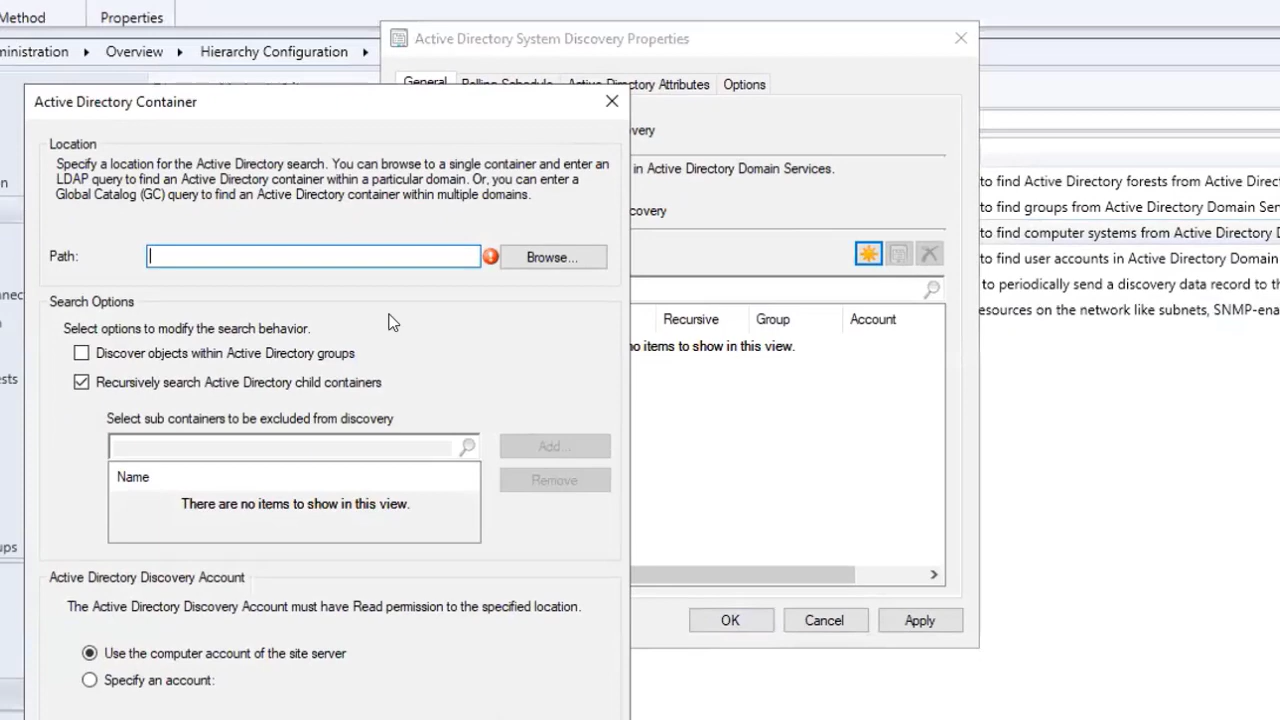 Method
Properties
ministration
Overview
Hierarchy Configuration
Active Directory System Discovery Properties
General
Polling Schedule
Active Directory Attributes
Options
Active Directory Container
Location
Specify a location for the Active Directory search. You can browse to a single container and enter an
LDAP query to find an Active Directory container within a particular domain. Or, you can enter a
Global Catalog (GC) query to find an Active Directory container within multiple domains.
Path:
Browse...
Search Options
Select options to modify the search behavior.
Discover objects within Active Directory groups
Recursively search Active Directory child containers
Select sub containers to be excluded from discovery
Add...
Remove
Name
There are no items to show in this view.
Active Directory Discovery Account
The Active Directory Discovery Account must have Read permission to the specified location.
Use the computer account of the site server
Specify an account:
very
in Active Directory Domain Services.
covery
Recursive
Group
Account
no items to show in this view.
OK
Cancel
Apply
to find Active Directory forests from Active Direc
to find groups from Active Directory Domain Ser
to find computer systems from Active Directory D
to find user accounts in Active Directory Domain
to periodically send a discovery data record to th
esources on the network like subnets, SNMP-ena
n
nnec
ests
ups